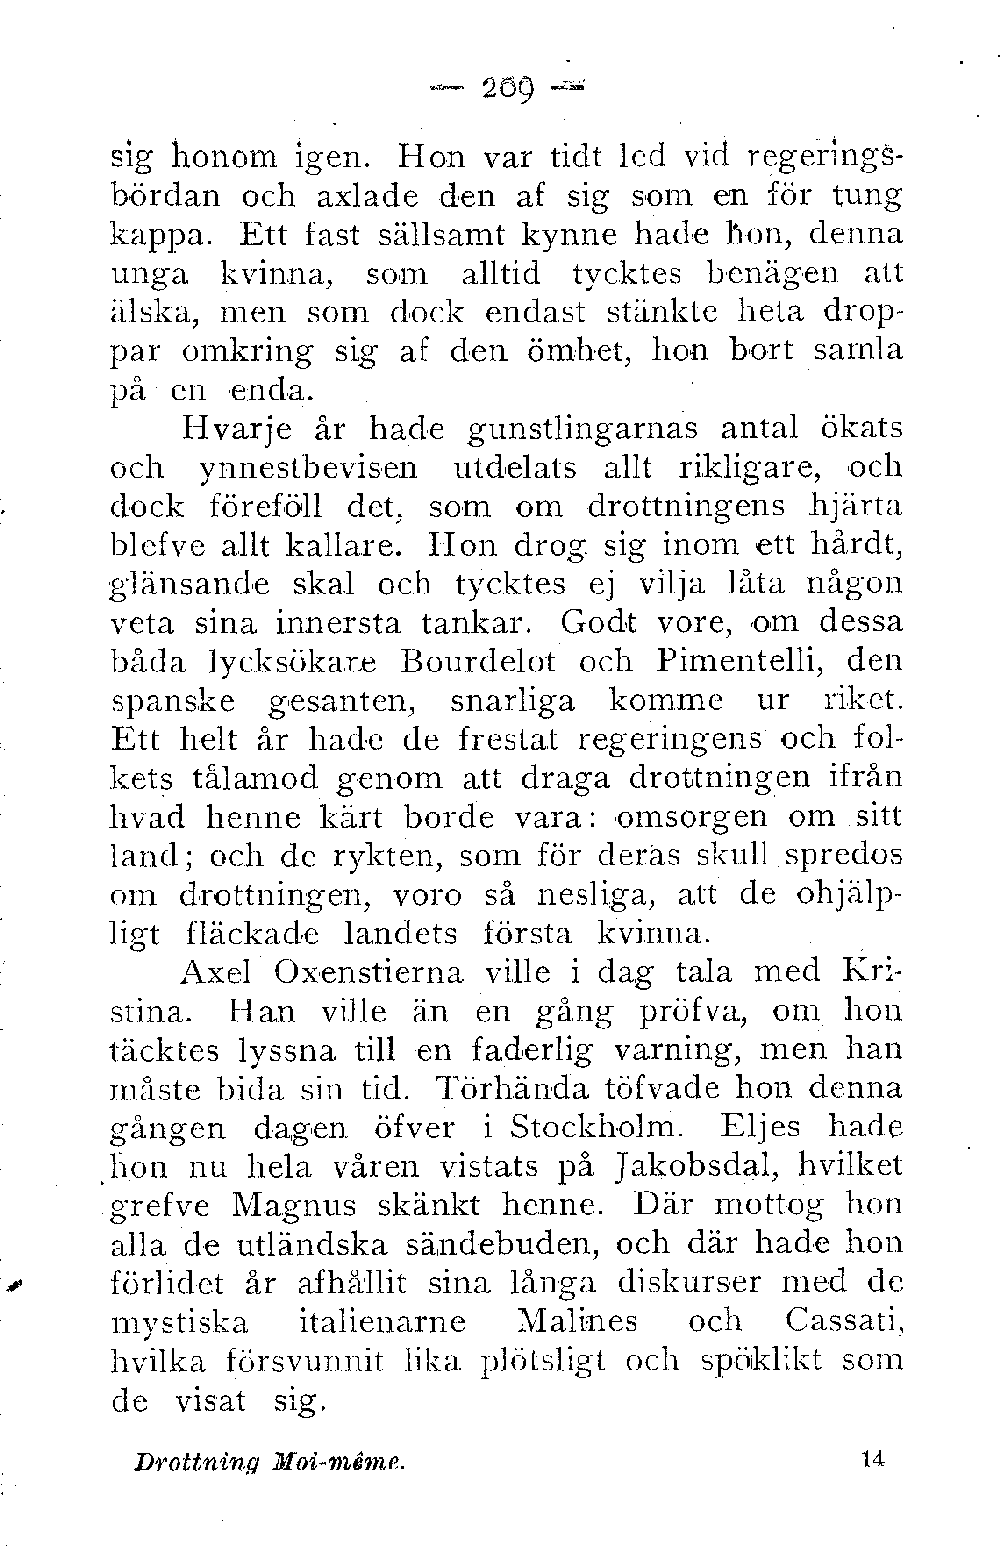 — 209 —
sig honom igen. Hon var tidt led vid regerings-
bördan och axlade den af sig som en för tung
kappa. Ett fast sällsamt kynne hade hon, denna
unga kvinna, som alltid tycktes benägen att
älska, men som dock endast stänkte heta drop-
par omkring sig af den ömhet, hon bort samla
på en enda.
Hvarje år hade gunstlingarnas antal ökats
och ynnestbevisen utdelats allt rikligare, och
dock föreföll det, som om drottningens hjärta
blefve allt kallare. Hon drog sig inom ett hårdt,
glänsande skal och tycktes ej vilja låta någon
veta sina innersta tankar. Godt vore, om dessa
båda lycksökare Bourdelot och Pimentelli, den
spanske gesanten, snarliga komme ur riket.
Ett helt år hade de frestat regeringens och fol-
kets tålamod genom att draga drottningen ifrån
hvad henne kärt borde vara: omsorgen om sitt
land; och de rykten, som för deras skull spredos
om drottningen, voro så nesliga, att de ohjälp-
ligt fläckade landets första kvinna.
Axel Oxenstierna ville i dag tala med Kri-
stina. Han ville än en gång pröfva, om hon
täcktes lyssna till en faderlig varning, men han
måste bida sin tid. Törhända töfvade hon denna
gången dagen öfver i Stockholm. Eljes hade
hon nu hela våren vistats på Jakobsdal, hvilket
grefve Magnus skänkt henne. Där mottog hon
alla de utländska sändebuden, och där hade hon
förlidet år afhållit sina långa diskurser med de
mystiska italienarne Malines och Cassati,
hvilka försvunnit lika plötsligt och spöklikt som
de visat sig.
Drottning Moi-même. 14